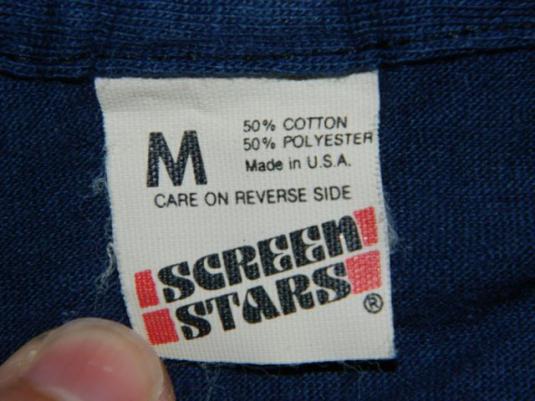 M
50% COTTON
50% POLYESTER
Made in U.S.A.
CARE ON REVERSE SIDE
SCREEN
STARS
®